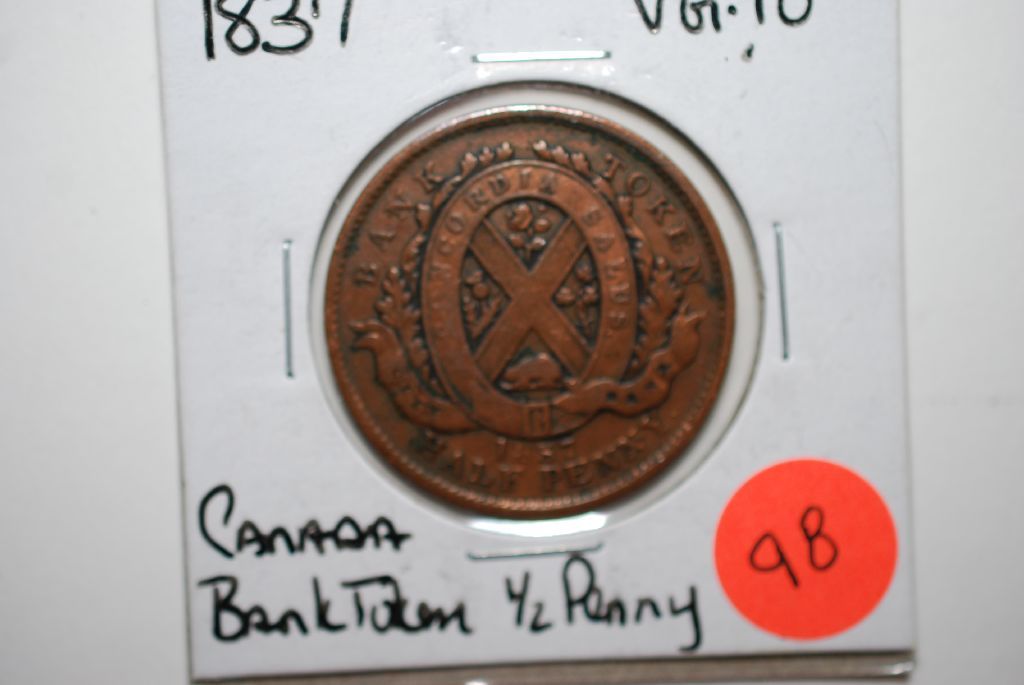 1837 VG-10
BANK TOKEN
CONCORDIA SALUS
1837
HALF PENNY
CANADA
Bank Token 1/2 Penny
98